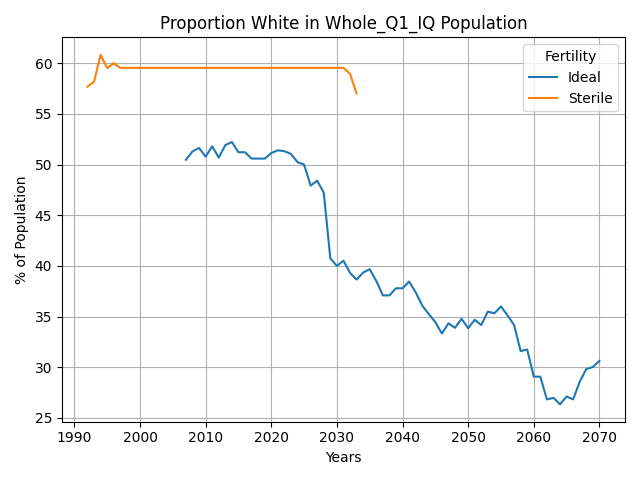 Proportion White in Whole_Q1_IQ Population
Fertility
Ideal
Sterile
% of Population
60
55
50
45
40
35
30
25
1990 2000 2010 2020 2030 2040 2050 2060 2070
Years